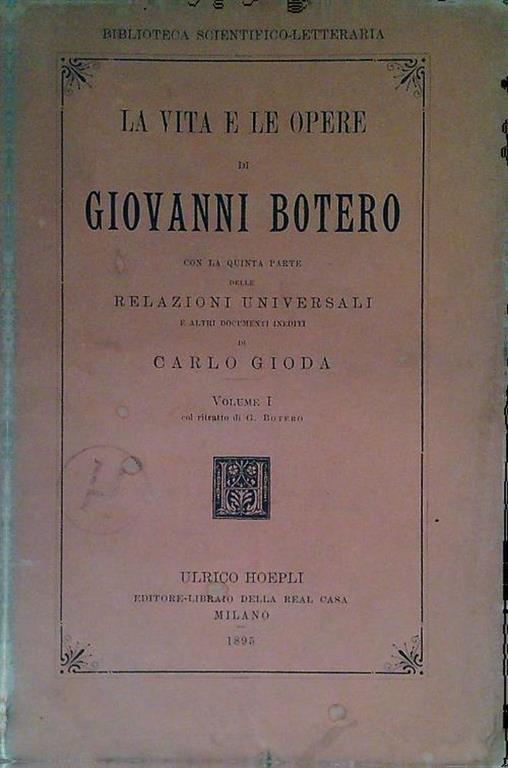 BIBLIOTECA SCIENTIFICO-LETTERARIA
LA VITA E LE OPERE
DI
GIOVANNI BOTERO
CON LA QUINTA PARTE
DELLE
RELAZIONI UNIVERSALI
E ALTRI DOCUMENTI INEDITI
DI
CARLO GIODA
VOLUME I
col ritratto di G. BOTERO
H
ULRICO HOEPLI
EDITORE-LIBRAIO DELLA REAL CASA
MILANO
1895